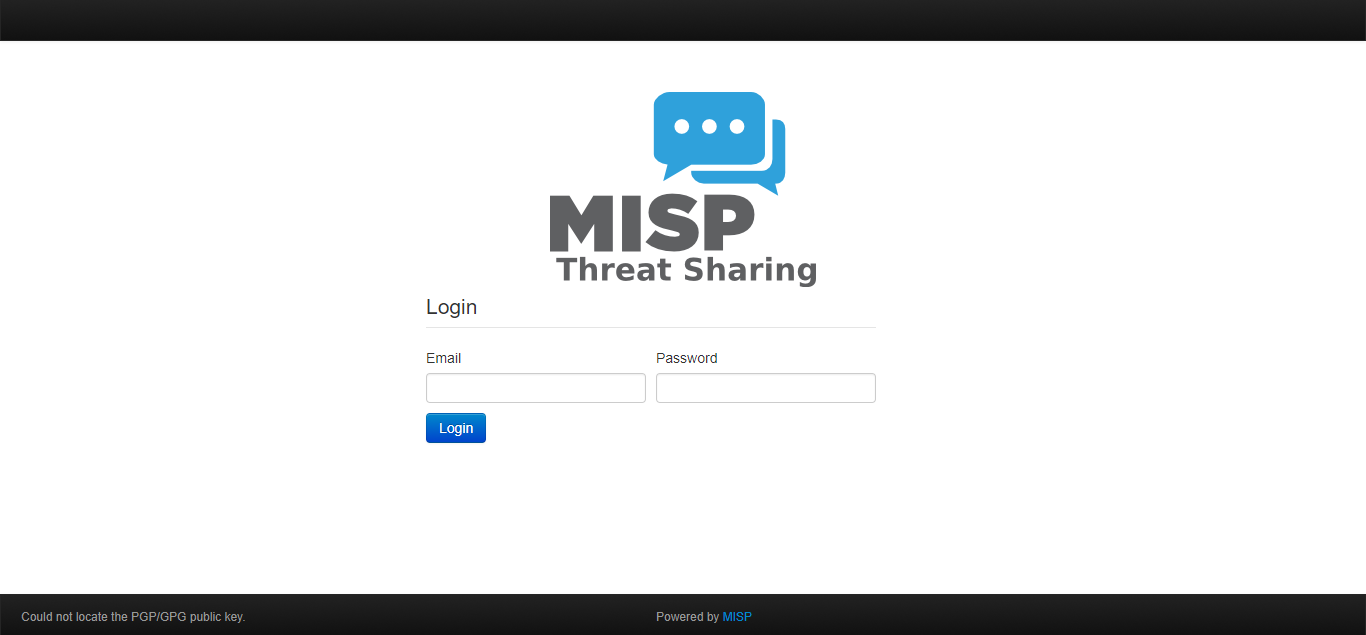 MISP
Threat Sharing
Login
Email Password
Login
Could not locate the PGP/GPG public key. Powered by MISP